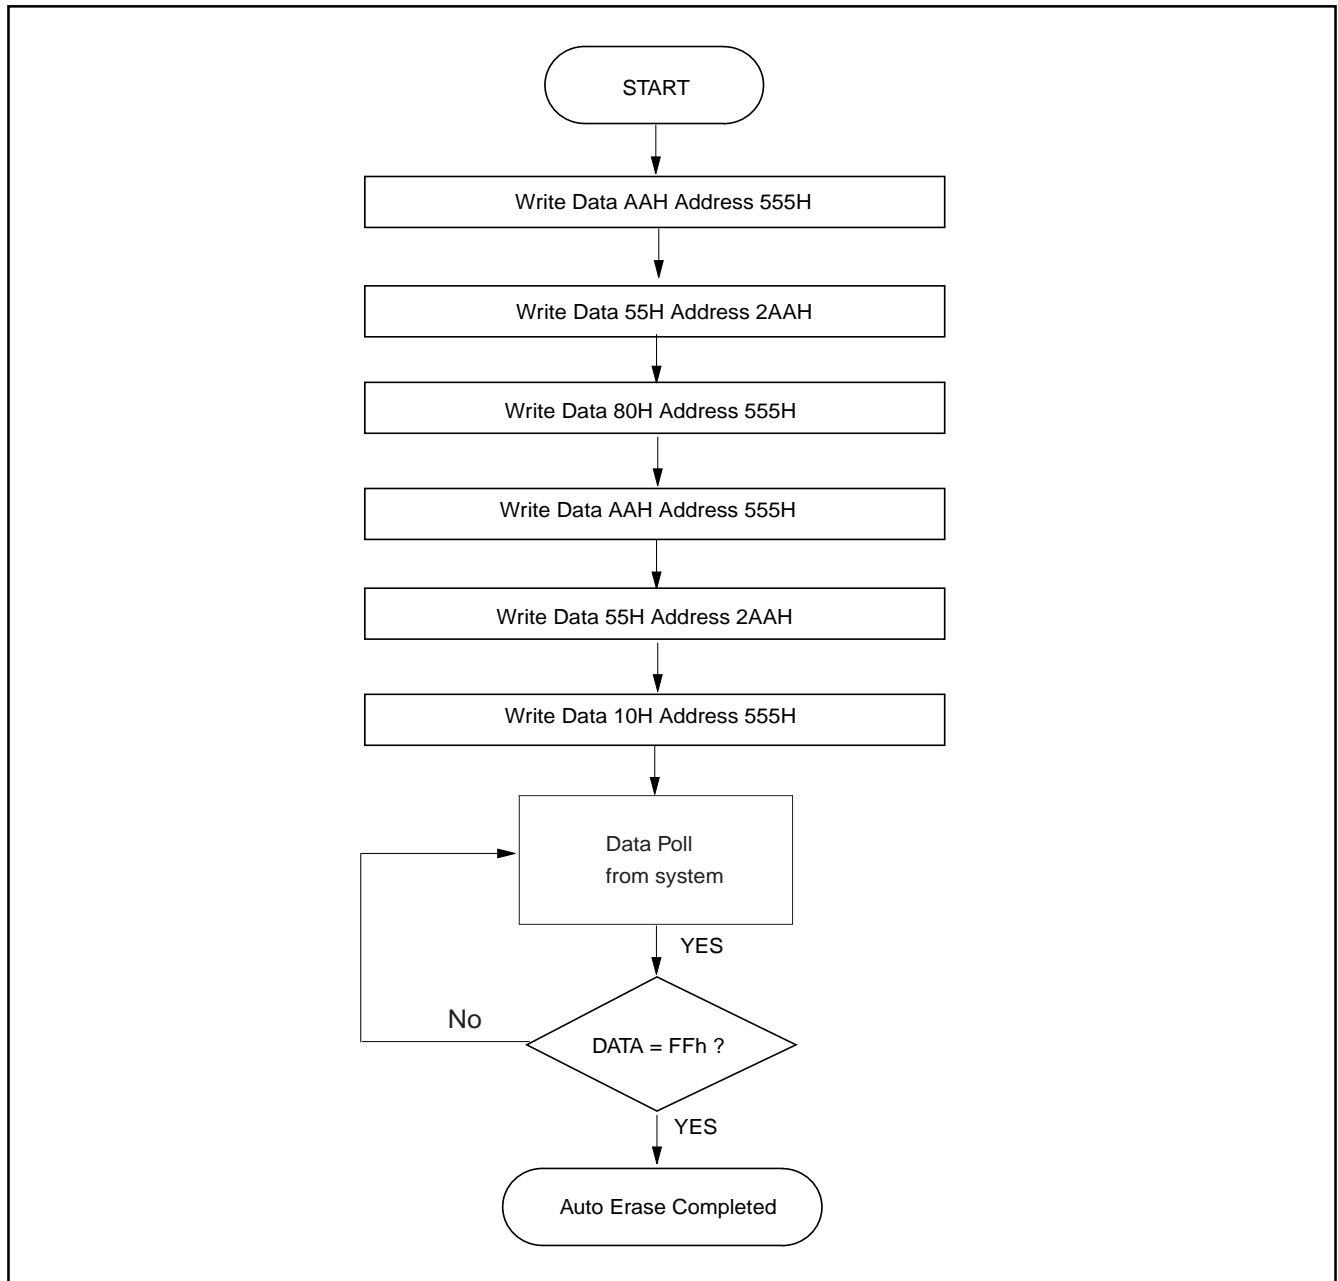 START
Write Data AAH Address 555H
Write Data 55H Address 2AAH
Write Data 80H Address 555H
Write Data AAH Address 555H
Write Data 55H Address 2AAH
Write Data 10H Address 555H
Data Poll
from system
YES
No
DATA = FFh ?
YES
Auto Erase Completed